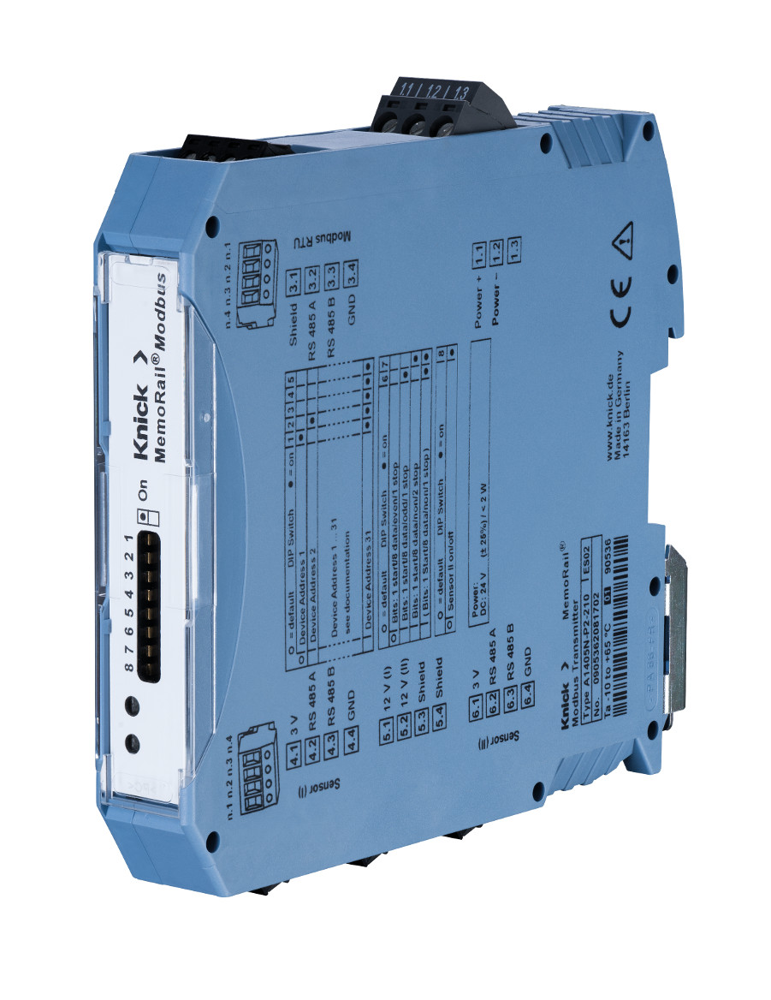 1.1 / 1.2 / 1.3
Knick >
MemoRail® Modbus
On
8 7 6 5 4 3 2 1
n.4 n.3 n.2 n.1
Modbus RTU
Shield 3.1
RS 485 A 3.2
RS 485 B 3.3
GND 3.4
Power + 1.1
Power – 1.2
1.3
O = default DIP Switch ● = on 1 2 3 4 5
O Device Address 1
Device Address 2
Device Address 1 ... 31
see documentation
Device Address 31
O = default DIP Switch ● = on 6 7
O Bits: 1 start/8 data/even/1 stop
Bits: 1 start/8 data/odd/1 stop
Bits: 1 start/8 data/non/2 stop
( Bits: 1 Start/8 data/non/1 stop )
O = default DIP Switch ● = on 8
O Sensor II on/off
Power:
DC: 24 V (± 25%) / < 2 W
n.1 n.2 n.3 n.4
Sensor (I)
4.1 3 V
4.2 RS 485 A
4.3 RS 485 B
4.4 GND
5.1 12 V (I)
5.2 12 V (II)
5.3 Shield
5.4 Shield
6.1 3 V
6.2 RS 485 A
6.3 RS 485 B
6.4 GND
Sensor (II)
Knick > MemoRail®
Modbus Transmitter
Type A1405N-P2-210 ES02
No. 095362081702
Ta -10 to +65 °C 01 90536
CE
www.knick.de
Made in Germany
14163 Berlin